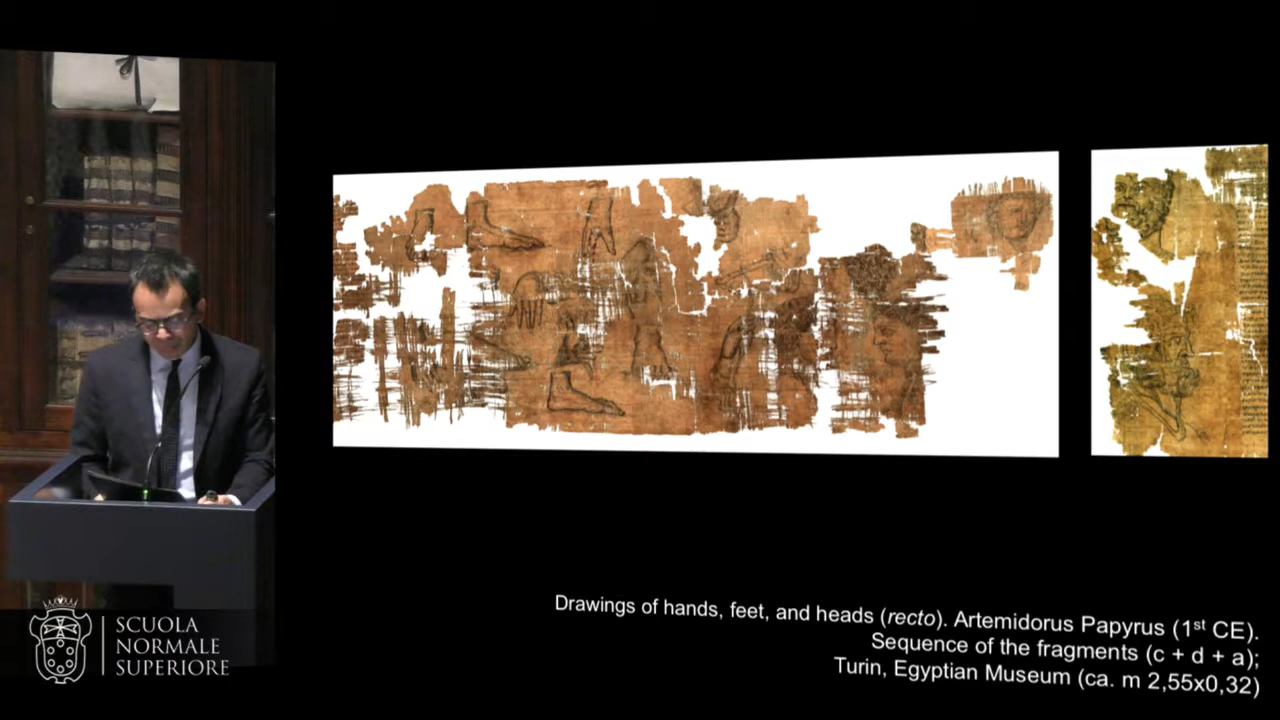 Drawings of hands, feet, and heads (recto). Artemidorus Papyrus (1st CE).
Sequence of the fragments (c + d + a);
Turin, Egyptian Museum (ca. m 2,55x0,32)
SCUOLA
NORMALE
SUPERIORE